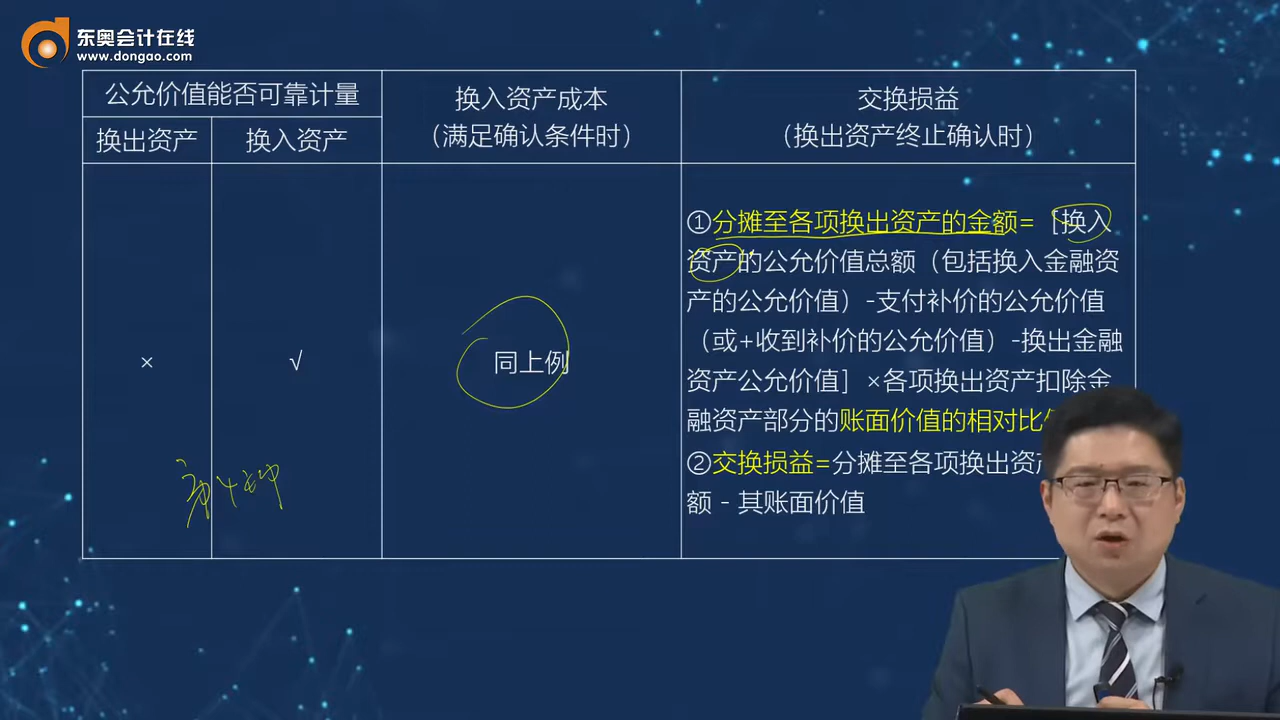 东奥会计在线
www.dongao.com
公允价值能否可靠计量
换出资产
换入资产
换入资产成本
（满足确认条件时）
交换损益
（换出资产终止确认时）
×
√
同上例
①分摊至各项换出资产的金额=［换入
资产的公允价值总额（包括换入金融资
产的公允价值）-支付补价的公允价值
（或+收到补价的公允价值）-换出金融
资产公允价值］×各项换出资产扣除金
融资产部分的账面价值的相对比
②交换损益=分摊至各项换出资产
额 - 其账面价值